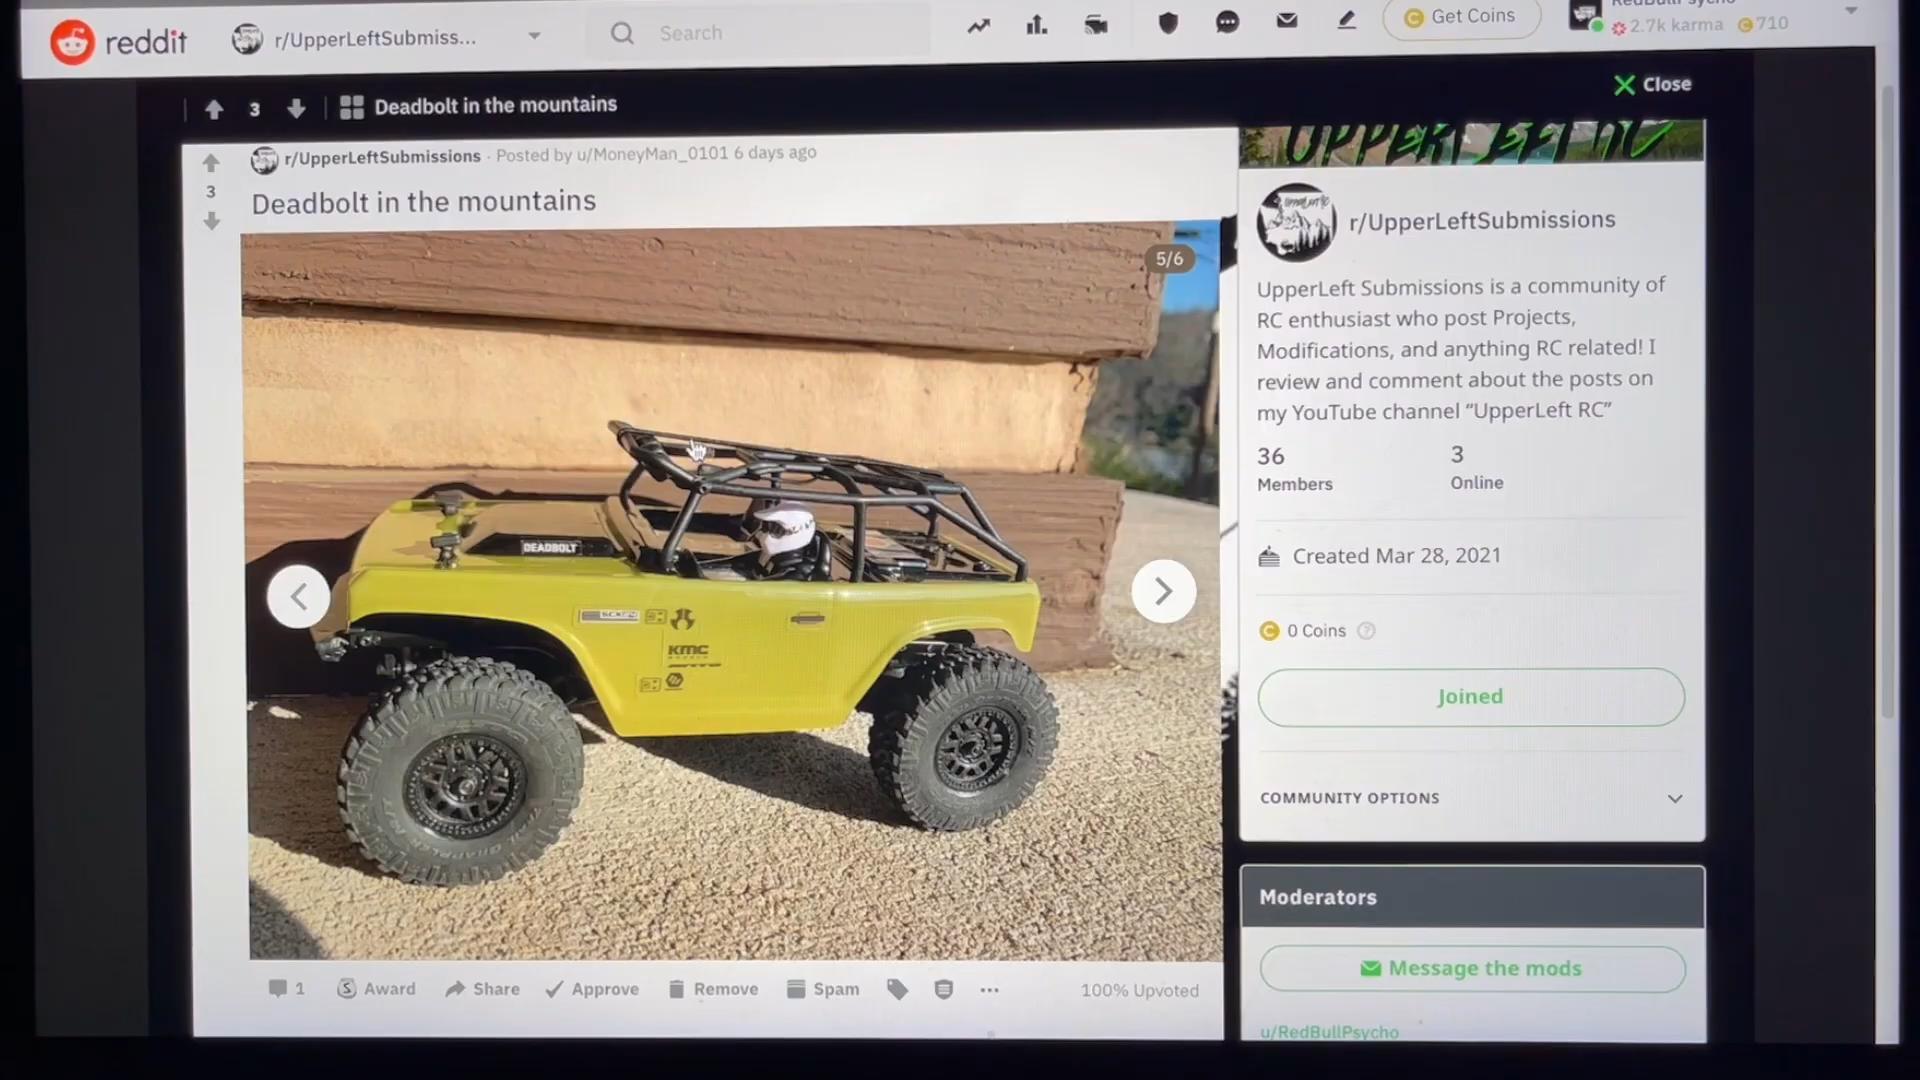 reddit
r/UpperLeftSubmiss...
Search
Get Coins
2.7k karma
710
3
Deadbolt in the mountains
Close
r/UpperLeftSubmissions · Posted by u/MoneyMan_0101 6 days ago
3
Deadbolt in the mountains
5/6
DEADBOLT
KMC
UPPERLEFT RC
r/UpperLeftSubmissions
UpperLeft Submissions is a community of
RC enthusiast who post Projects,
Modifications, and anything RC related! I
review and comment about the posts on
my YouTube channel “UpperLeft RC”
36
Members
3
Online
Created Mar 28, 2021
0 Coins
Joined
COMMUNITY OPTIONS
Moderators
Message the mods
u/RedBullPsycho
1
Award
Share
Approve
Remove
Spam
100% Upvoted